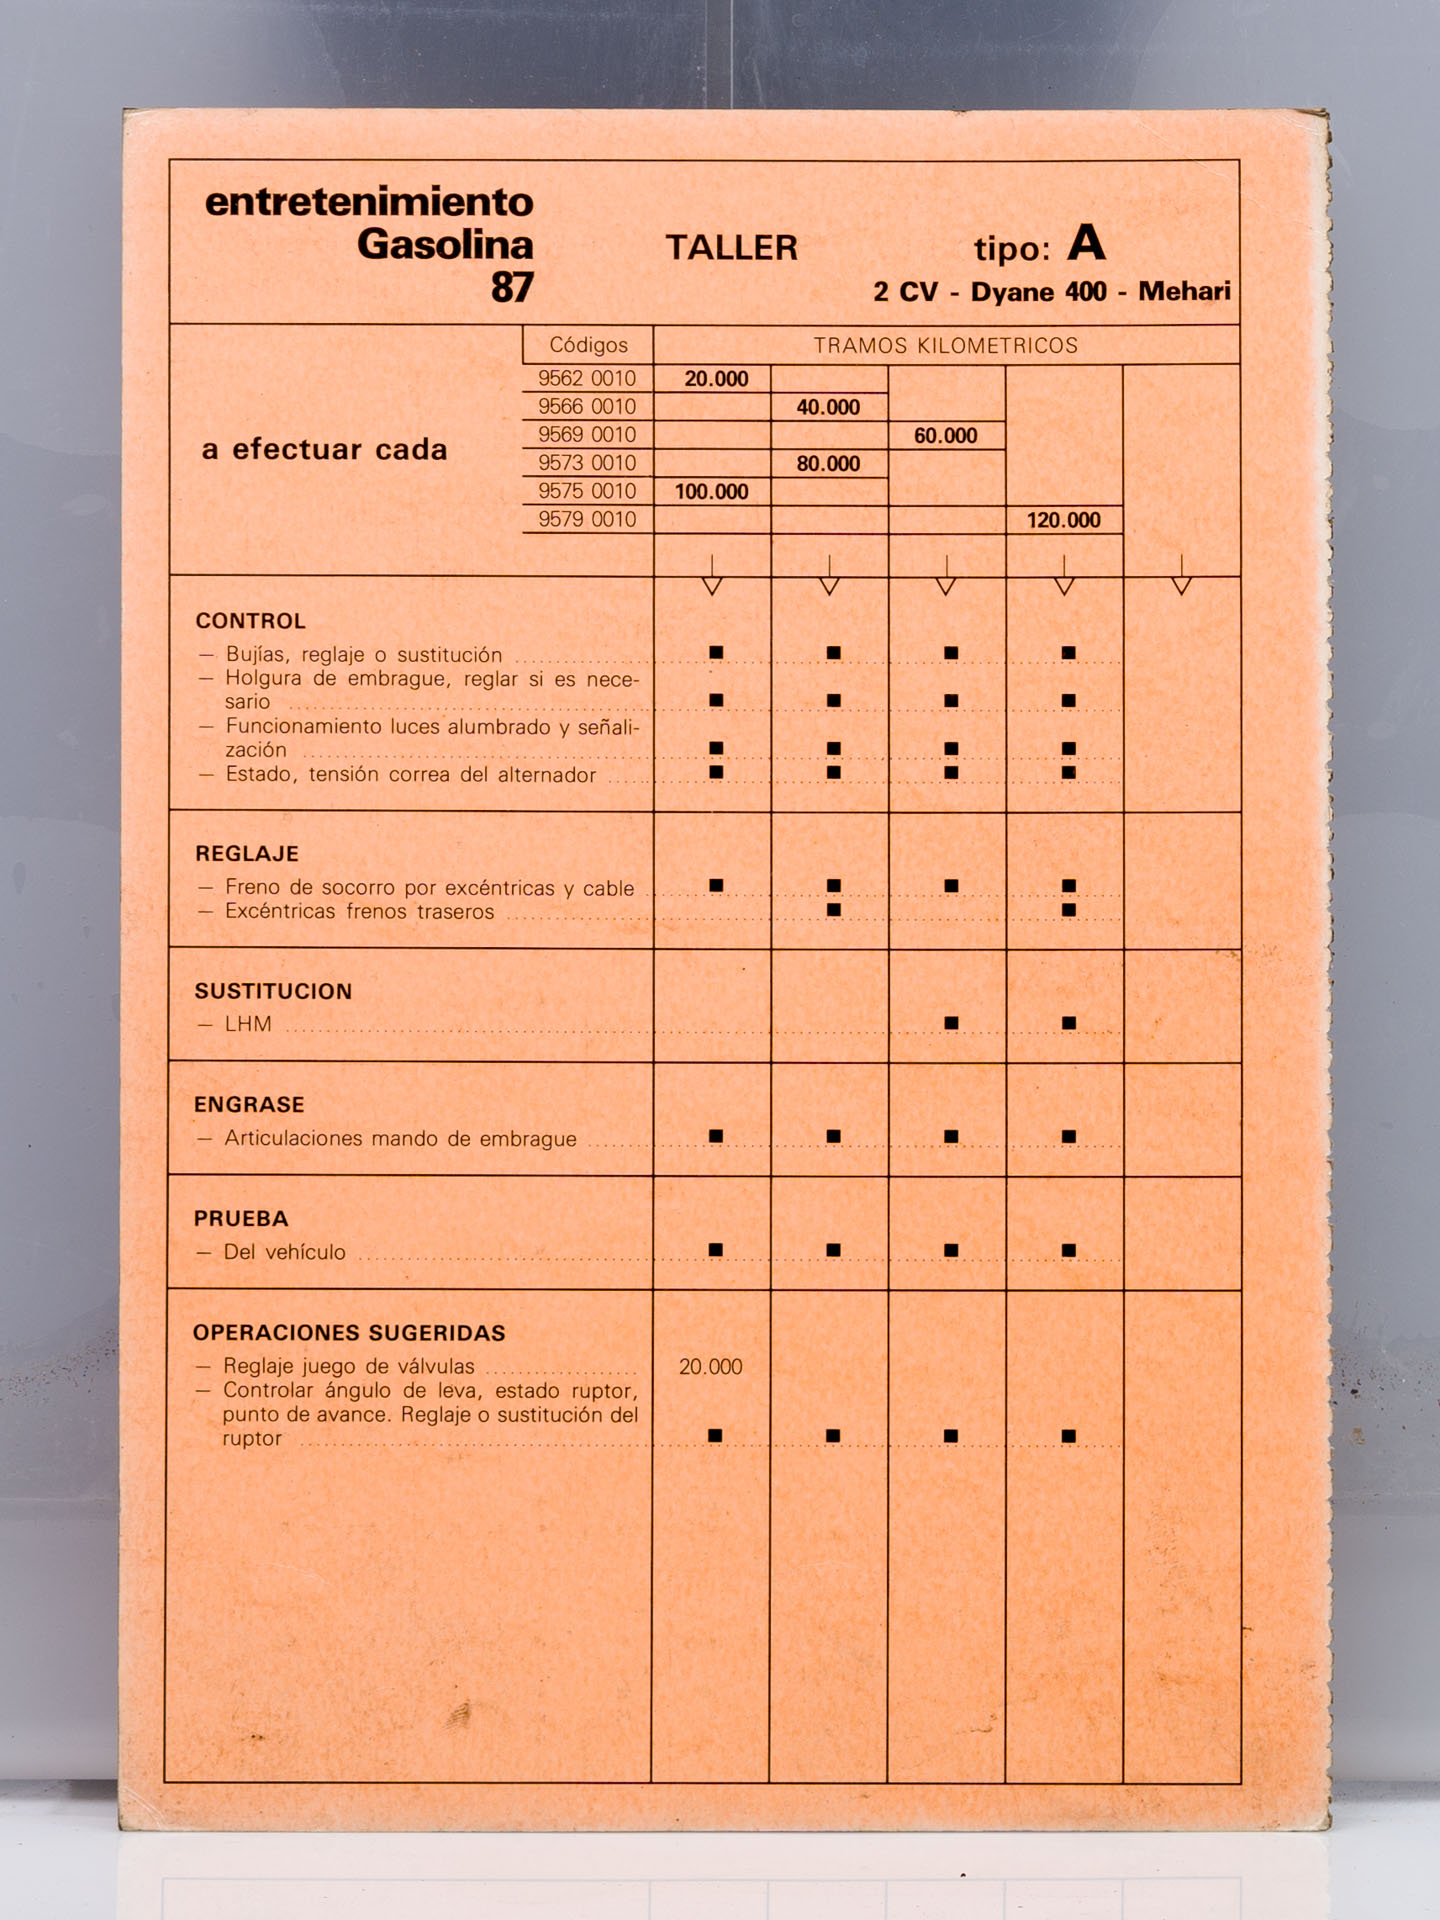 entretenimiento
Gasolina
87
TALLER
tipo: A
2 CV - Dyane 400 - Mehari
a efectuar cada
Códigos TRAMOS KILOMETRICOS
9562 0010 20.000
9566 0010 40.000
9569 0010 60.000
9573 0010 80.000
9575 0010 100.000
9579 0010 120.000
CONTROL
— Bujías, reglaje o sustitución ■ ■ ■ ■
— Holgura de embrague, reglar si es nece-
sario ■ ■ ■ ■
— Funcionamiento luces alumbrado y señali-
zación ■ ■ ■ ■
— Estado, tensión correa del alternador ■ ■ ■ ■
REGLAJE
— Freno de socorro por excéntricas y cable ■ ■ ■ ■
— Excéntricas frenos traseros ■ ■
SUSTITUCION
— LHM ■ ■
ENGRASE
— Articulaciones mando de embrague ■ ■ ■ ■
PRUEBA
— Del vehículo ■ ■ ■ ■
OPERACIONES SUGERIDAS
— Reglaje juego de válvulas 20.000
— Controlar ángulo de leva, estado ruptor,
punto de avance. Reglaje o sustitución del
ruptor ■ ■ ■ ■